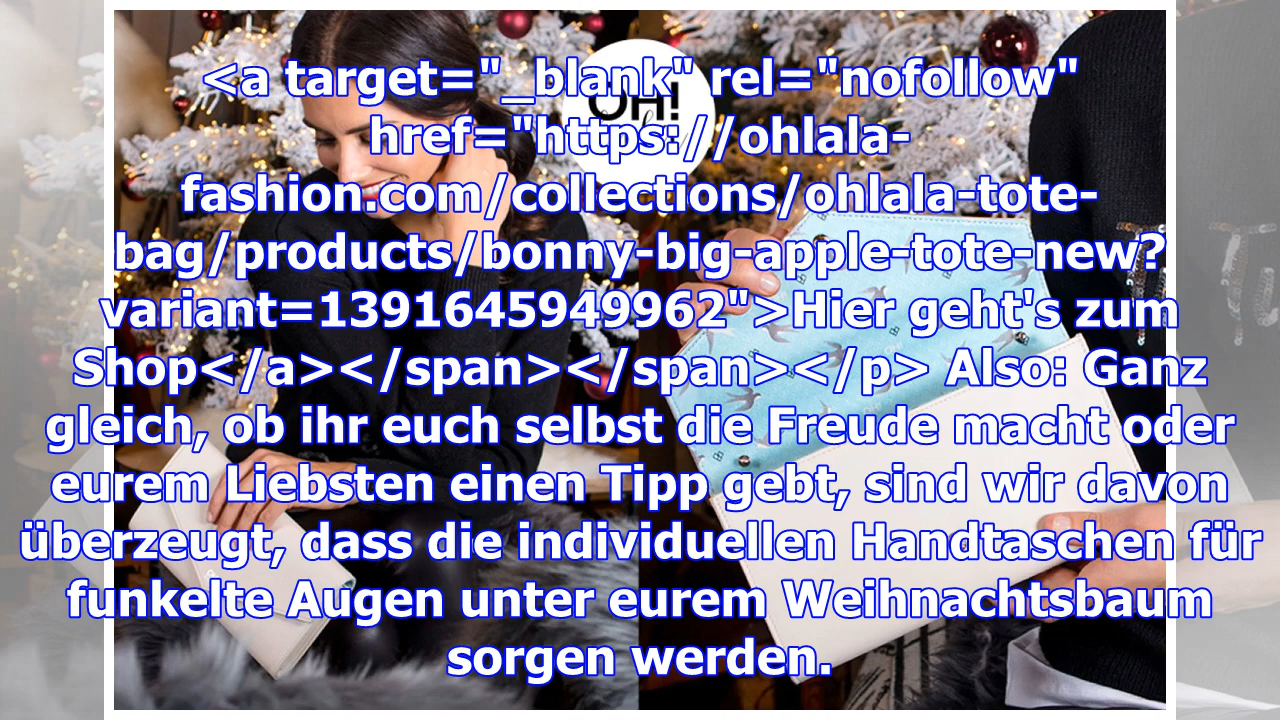 <a target="_blank" rel="nofollow"
OH!
href="https://ohlala-
fashion.com/collections/ohlala-tote-
bag/products/bonny-big-apple-tote-new?
variant=1391645949962">Hier geht's zum
Shop</a></span></span></p> Also: Ganz
gleich, ob ihr euch selbst die Freude macht oder
eurem Liebsten einen Tipp gebt, sind wir davon
überzeugt, dass die individuellen Handtaschen für
funkelte Augen unter eurem Weihnachtsbaum
sorgen werden.